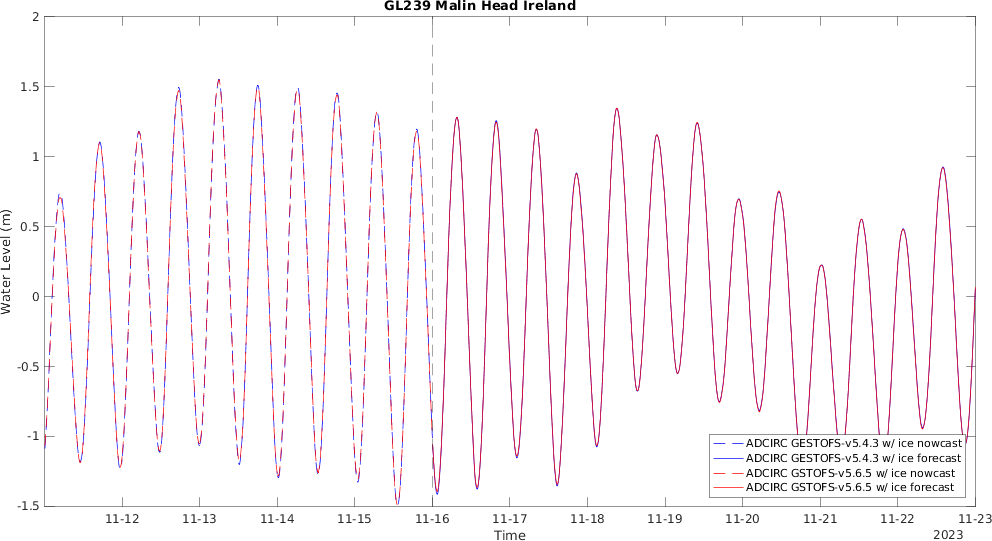 GL239 Malin Head Ireland
2
1.5
1
0.5
0
-0.5
-1
-1.5
Water Level (m)
ADCIRC GESTOFS-v5.4.3 w/ ice nowcast
ADCIRC GESTOFS-v5.4.3 w/ ice forecast
ADCIRC GSTOFS-v5.6.5 w/ ice nowcast
ADCIRC GSTOFS-v5.6.5 w/ ice forecast
11-12 11-13 11-14 11-15 11-16 11-17 11-18 11-19 11-20 11-21 11-22 11-23
Time
2023